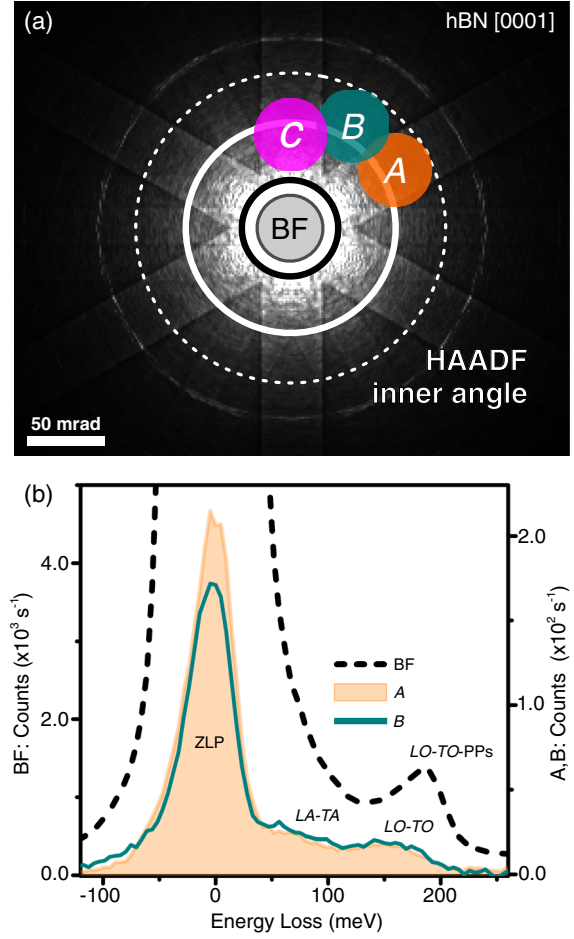 (a)
hBN [0001]
C
B
A
BF
HAADF
inner angle
50 mrad
(b)
BF: Counts (x10³ s⁻¹)
4.0
2.0
0.0
A,B: Counts (x10² s⁻¹)
2.0
1.0
0.0
BF
A
B
ZLP
LO-TO-PPs
LA-TA
LO-TO
-100
0
100
200
Energy Loss (meV)